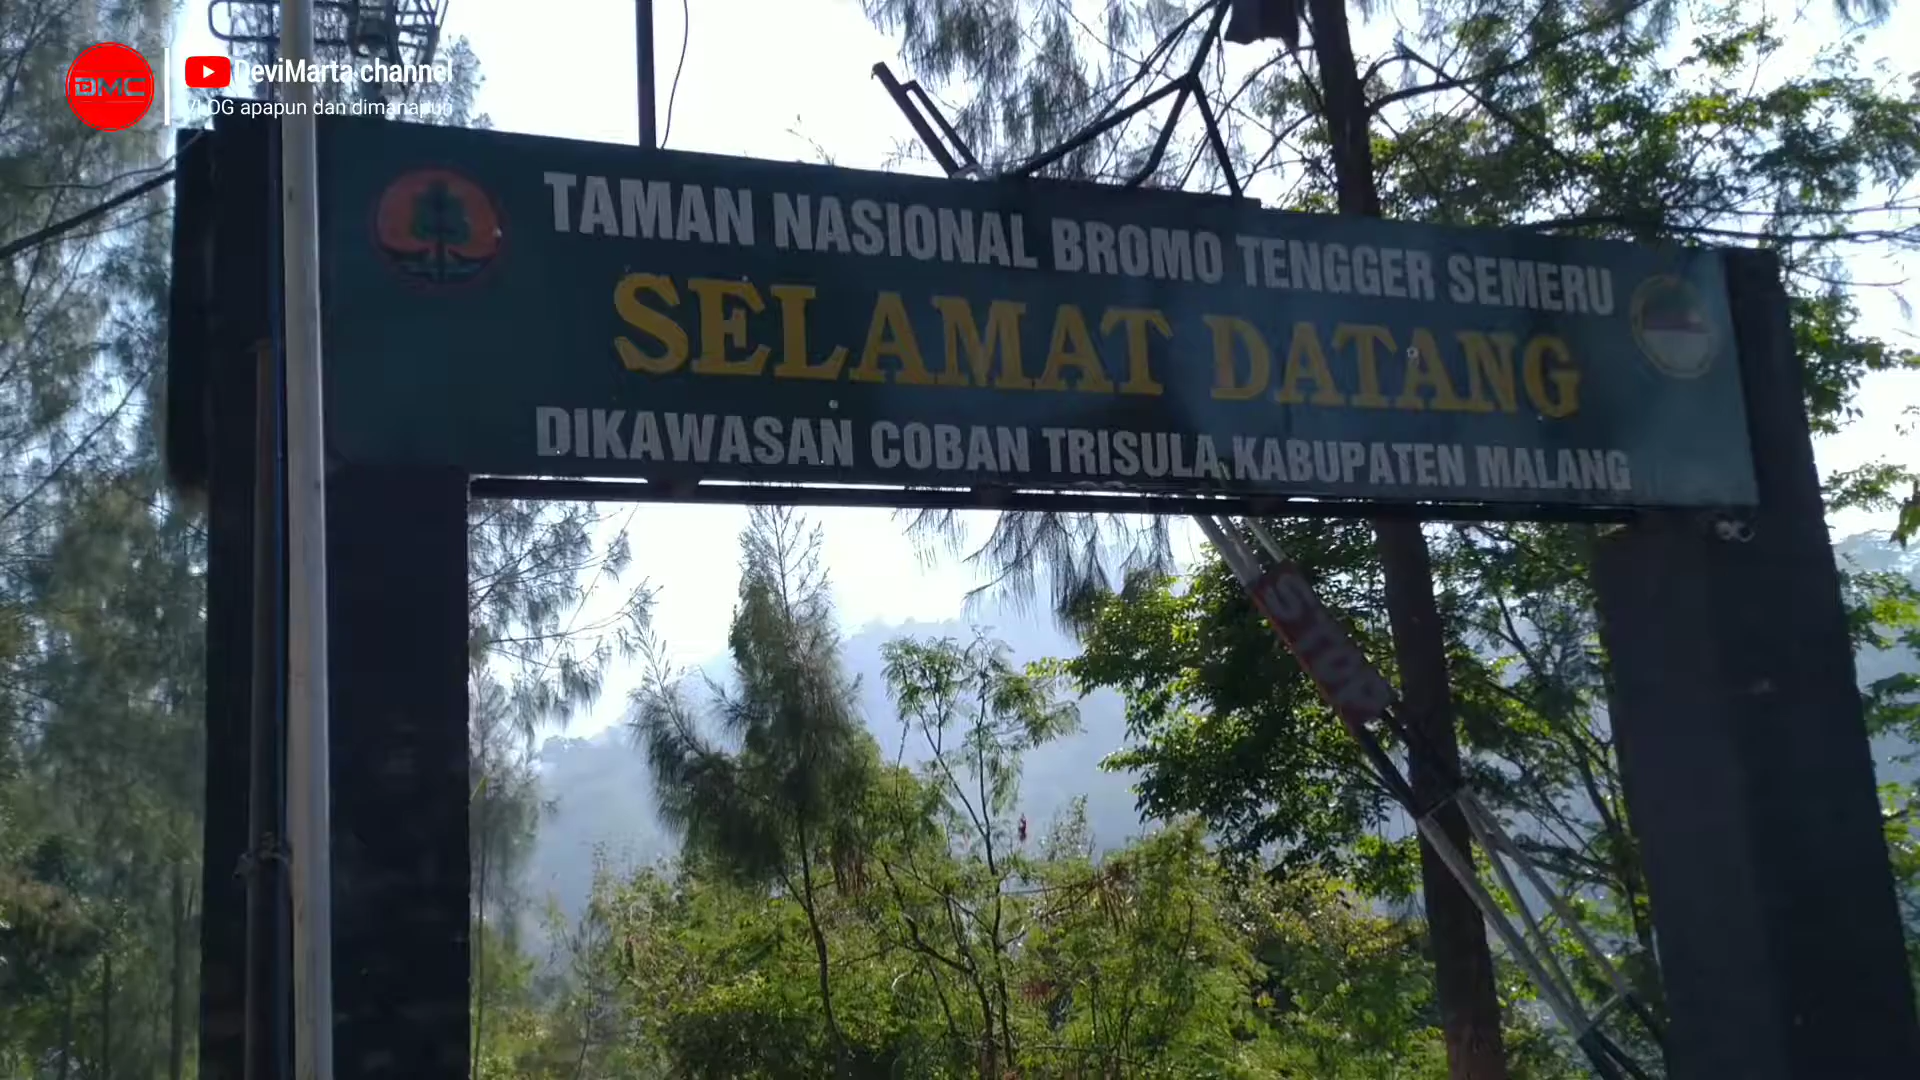 DMC
DeviMarta channel
VLOG apapun dan dimanapun
TAMAN NASIONAL BROMO TENGGER SEMERU
SELAMAT DATANG
DIKAWASAN COBAN TRISULA KABUPATEN MALANG
STOP